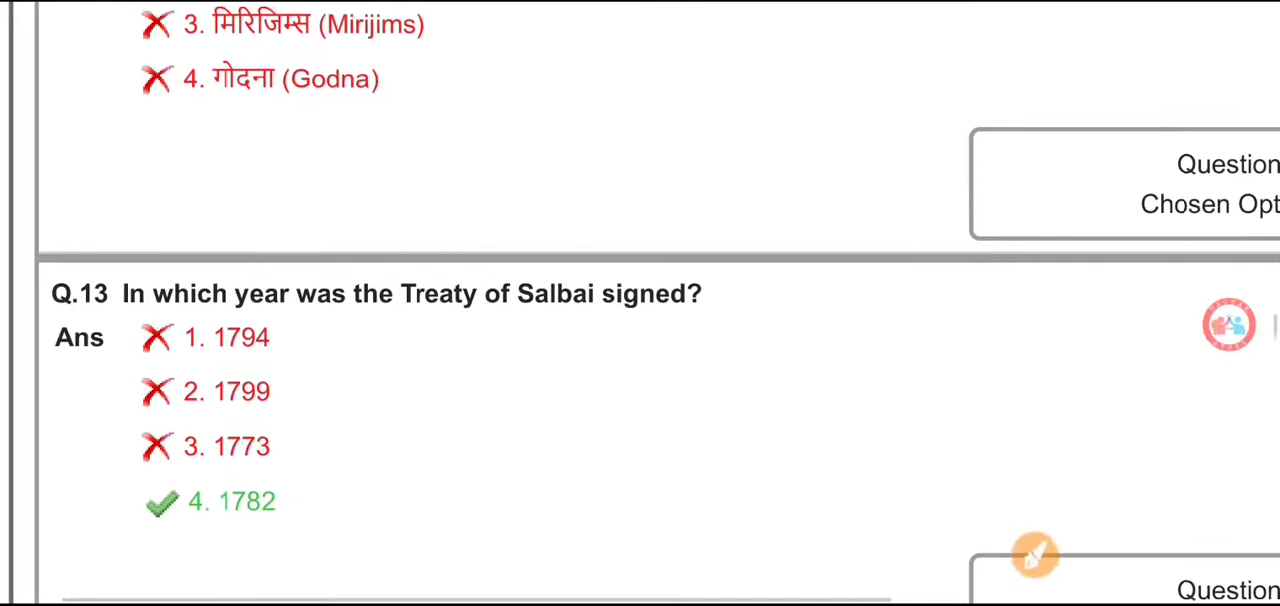 3. मिरिजिम्स (Mirijims)
4. गोदना (Godna)
Question
Chosen Opt
Q.13 In which year was the Treaty of Salbai signed?
Ans 1. 1794
2. 1799
3. 1773
4. 1782
Question